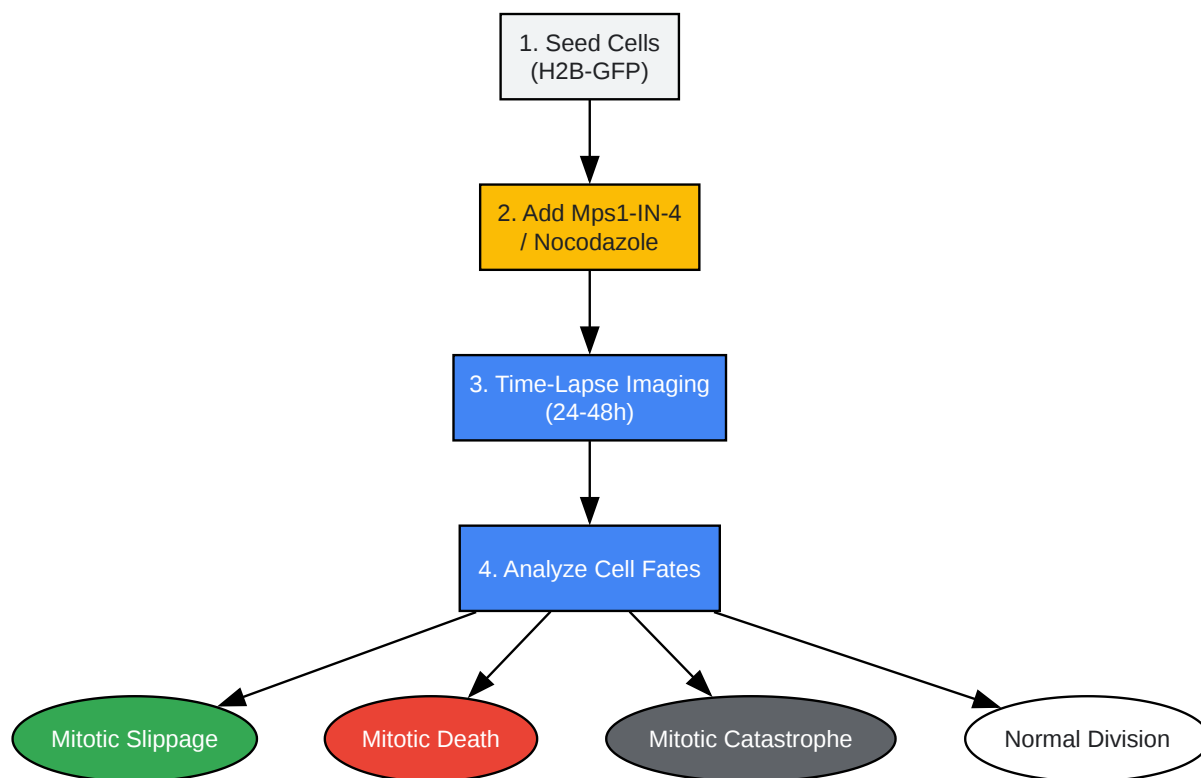 1. Seed Cells
(H2B-GFP)
2. Add Mps1-IN-4
/ Nocodazole
3. Time-Lapse Imaging
(24-48h)
4. Analyze Cell Fates
Mitotic Slippage
Mitotic Death
Mitotic Catastrophe
Normal Division